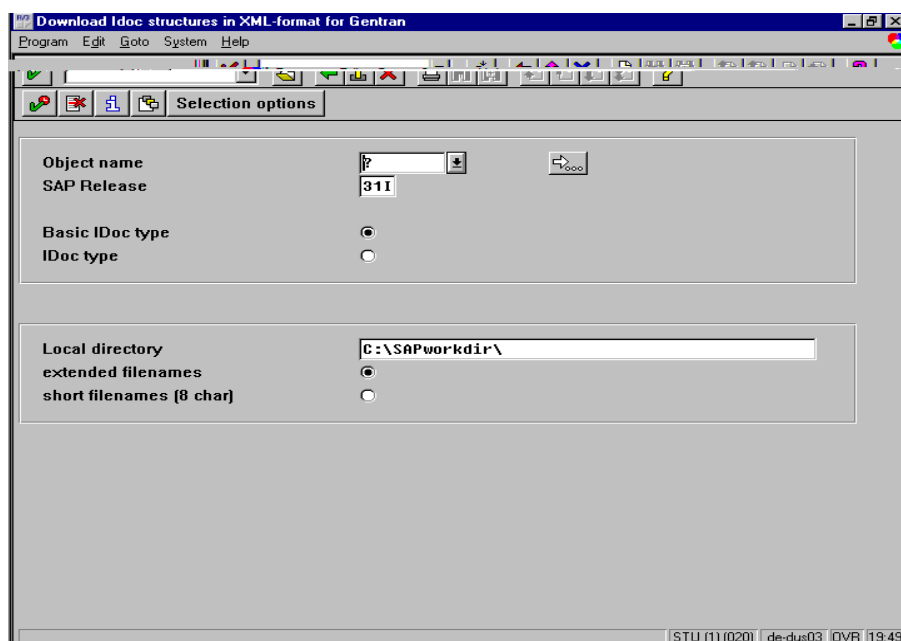 Download Idoc structures in XML-format for Gentran
Program Edit Goto System Help
Selection options
Object name ?
SAP Release 31I
Basic IDoc type
IDoc type
Local directory C:\SAPworkdir\
extended filenames
short filenames (8 char)
STU (1) (020) de-dus03 OVR 19:49